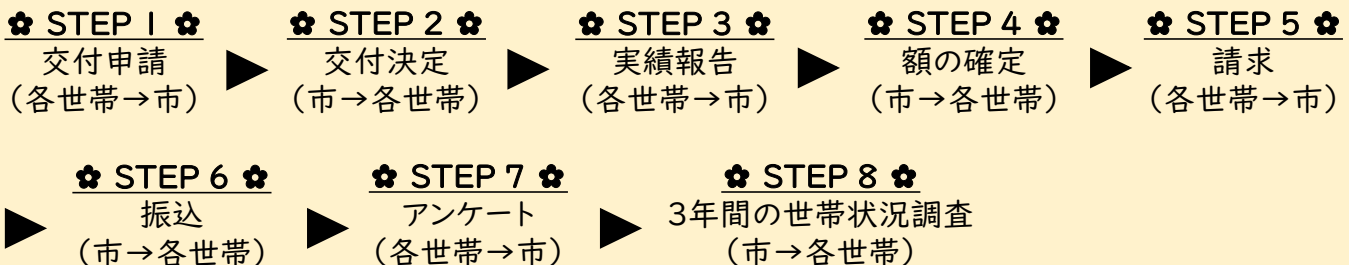 ✿ STEP 1 ✿
交付申請
(各世帯→市)
▶
✿ STEP 2 ✿
交付決定
(市→各世帯)
▶
✿ STEP 3 ✿
実績報告
(各世帯→市)
▶
✿ STEP 4 ✿
額の確定
(市→各世帯)
▶
✿ STEP 5 ✿
請求
(各世帯→市)
▶
✿ STEP 6 ✿
振込
(市→各世帯)
▶
✿ STEP 7 ✿
アンケート
(各世帯→市)
▶
✿ STEP 8 ✿
3年間の世帯状況調査
(市→各世帯)